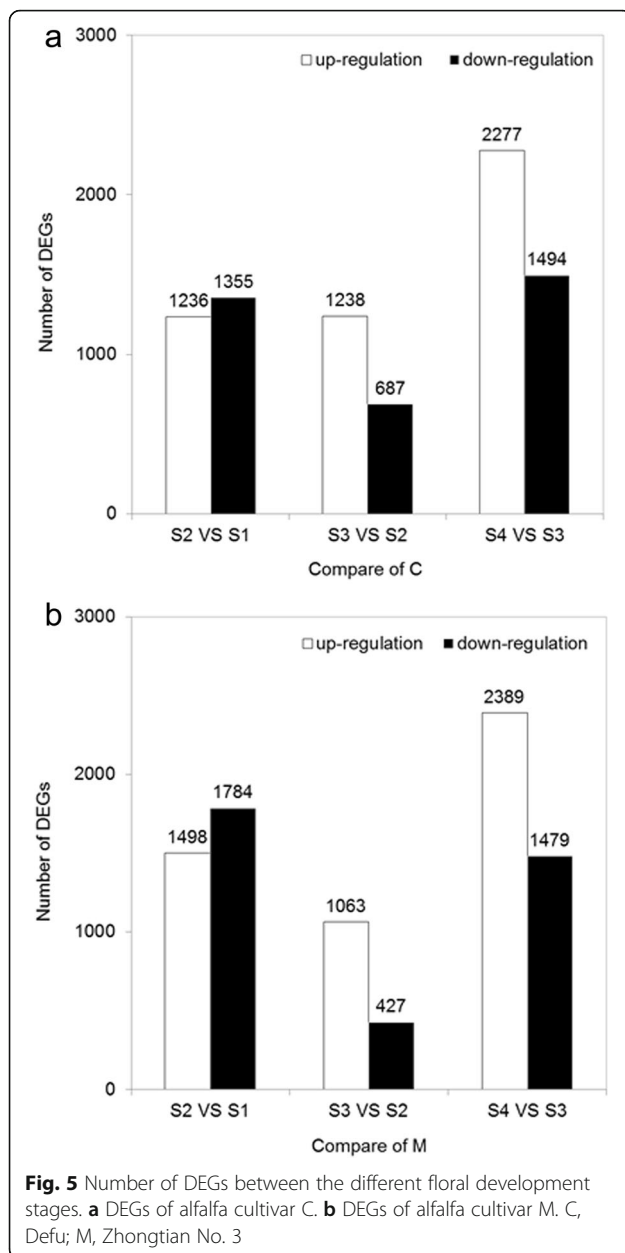 a
3000
2000
1000
0
Number of DEGs
□up-regulation ■down-regulation
1236
1355
1238
687
2277
1494
S2 VS S1
S3 VS S2
S4 VS S3
Compare of C
b
3000
2000
1000
0
Number of DEGs
□up-regulation ■down-regulation
1498
1784
1063
427
2389
1479
S2 VS S1
S3 VS S2
S4 VS S3
Compare of M
Fig. 5 Number of DEGs between the different floral development
stages. a DEGs of alfalfa cultivar C. b DEGs of alfalfa cultivar M. C,
Defu; M, Zhongtian No. 3